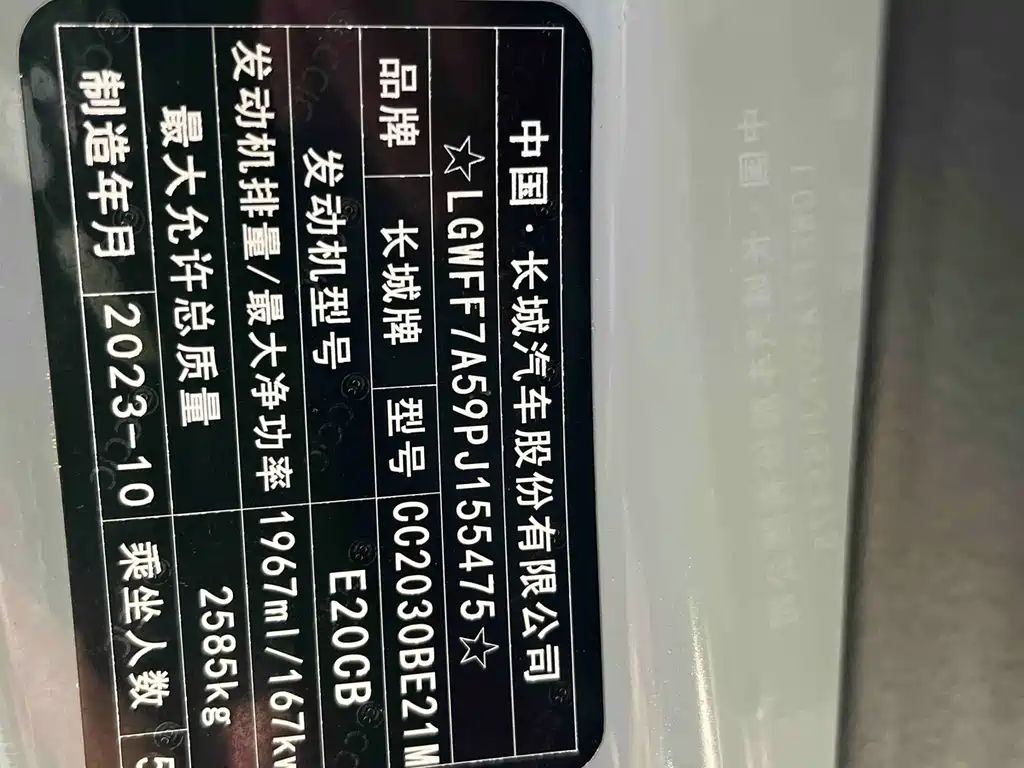 中国·长城汽车股份有限公司
☆LGWFF7A59PJ155475☆
品牌 长城牌 型号 CC2030BE21M
发动机型号 E20CB
发动机排量/最大净功率 1967ml/167kw
最大允许总质量 2585kg
制造年月 2023-10 乘坐人数 5